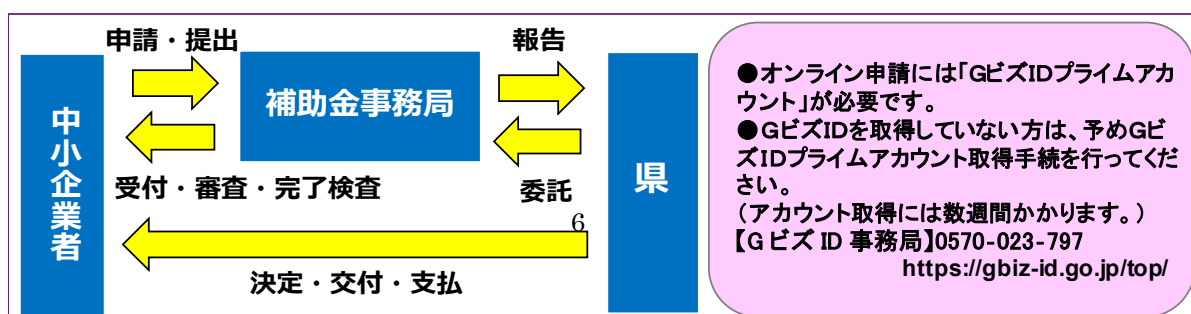 申請・提出
報告
中小企業者
補助金事務局
県
受付・審査・完了検査
委託
6
決定・交付・支払
●オンライン申請には「GビズIDプライムアカ
ウント」が必要です。
●GビズIDを取得していない方は、予めGビ
ズIDプライムアカウント取得手続を行ってくだ
さい。
(アカウント取得には数週間かかります。)
【Gビズ ID 事務局】0570-023-797
https://gbiz-id.go.jp/top/